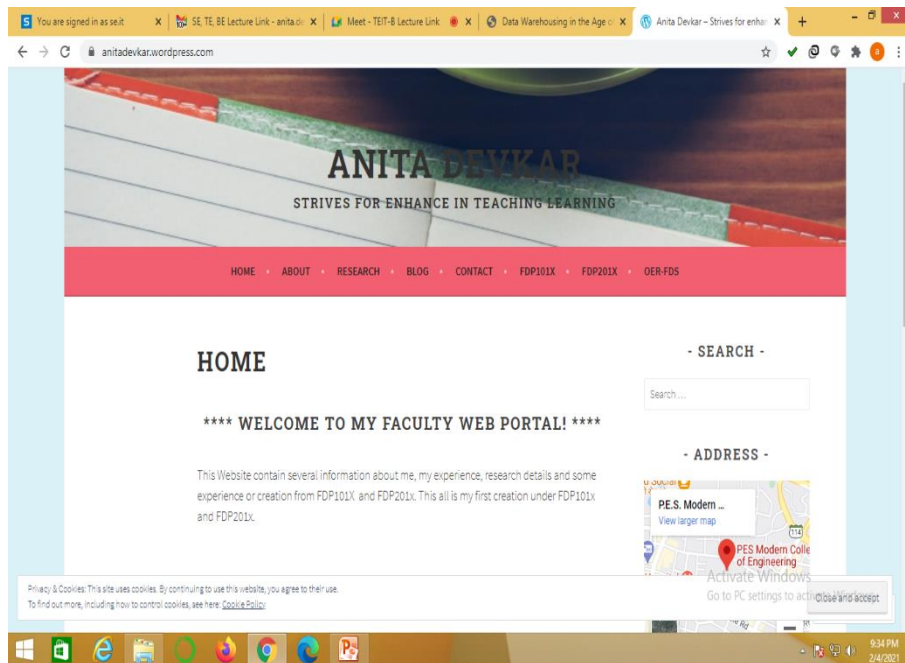 You are signed in as se.it
SE, TE, BE Lecture Link - anita.de
Meet - TEIT-B Lecture Link
Data Warehousing in the Age o
Anita Devkar – Strives for enhan
anitadevkar.wordpress.com
a
ANITA DEVKAR
STRIVES FOR ENHANCE IN TEACHING LEARNING
HOME ABOUT RESEARCH BLOG CONTACT FDP101X FDP201X OER-FDS
HOME
**** WELCOME TO MY FACULTY WEB PORTAL! ****
This Website contain several information about me, my experience, research details and some
experience or creation from FDP101X and FDP201x. This all is my first creation under FDP101x
and FDP201x.
- SEARCH -
Search …
- ADDRESS -
P.E.S. Modern ...
View larger map
114
PES Modern Colle
of Engineering
Activate Windows
Go to PC settings to
Privacy & Cookies: This site uses cookies. By continuing to use this website, you agree to their use.
To find out more, including how to control cookies, see here: Cookie Policy
Close and accept
9:34 PM
2/4/2021